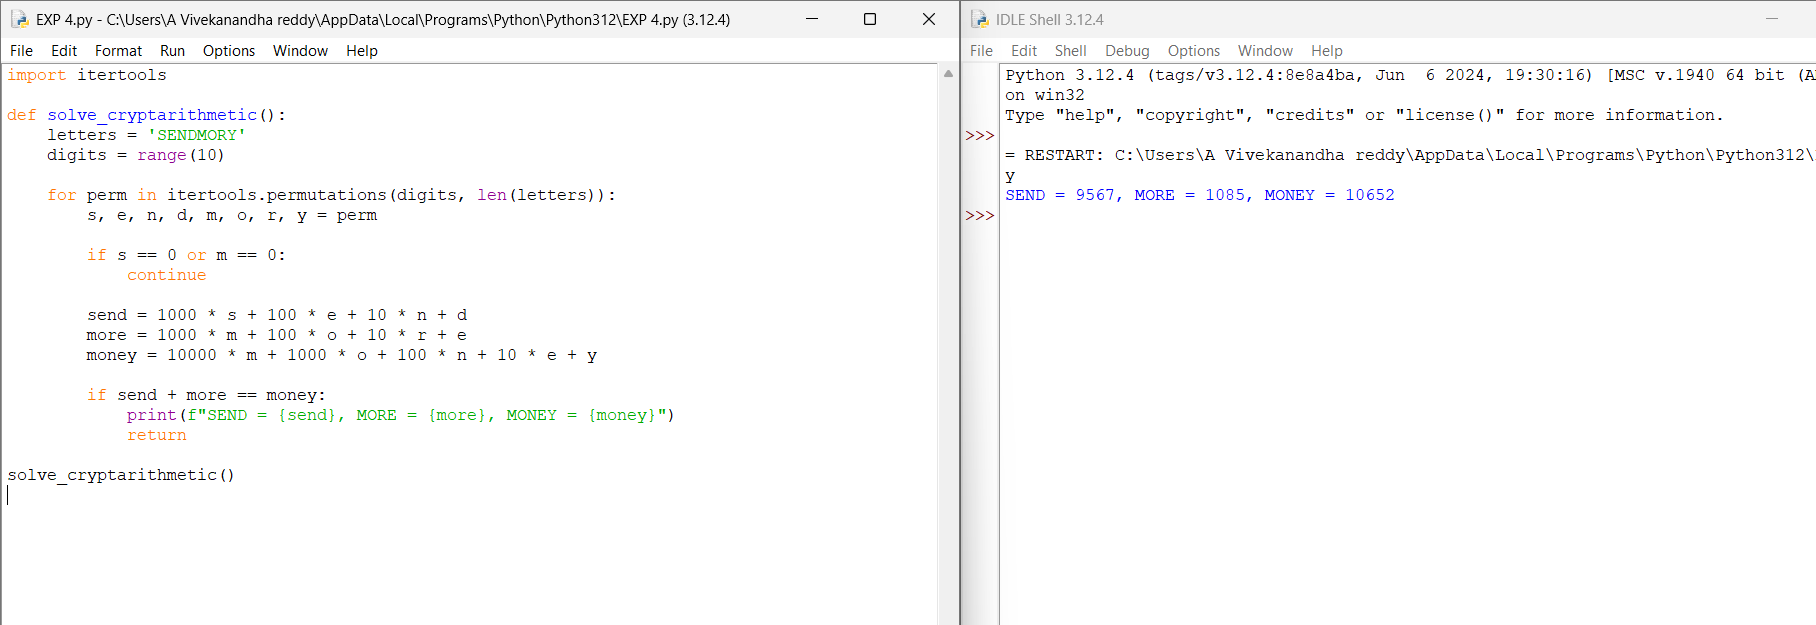 EXP 4.py - C:\Users\A Vivekanandha reddy\AppData\Local\Programs\Python\Python312\EXP 4.py (3.12.4)
File Edit Format Run Options Window Help
import itertools

def solve_cryptarithmetic():
    letters = 'SENDMORY'
    digits = range(10)

    for perm in itertools.permutations(digits, len(letters)):
        s, e, n, d, m, o, r, y = perm

        if s == 0 or m == 0:
            continue

        send = 1000 * s + 100 * e + 10 * n + d
        more = 1000 * m + 100 * o + 10 * r + e
        money = 10000 * m + 1000 * o + 100 * n + 10 * e + y

        if send + more == money:
            print(f"SEND = {send}, MORE = {more}, MONEY = {money}")
            return

solve_cryptarithmetic()
IDLE Shell 3.12.4
File Edit Shell Debug Options Window Help
Python 3.12.4 (tags/v3.12.4:8e8a4ba, Jun  6 2024, 19:30:16) [MSC v.1940 64 bit (A
on win32
Type "help", "copyright", "credits" or "license()" for more information.
>>>
= RESTART: C:\Users\A Vivekanandha reddy\AppData\Local\Programs\Python\Python312\
y
SEND = 9567, MORE = 1085, MONEY = 10652
>>>